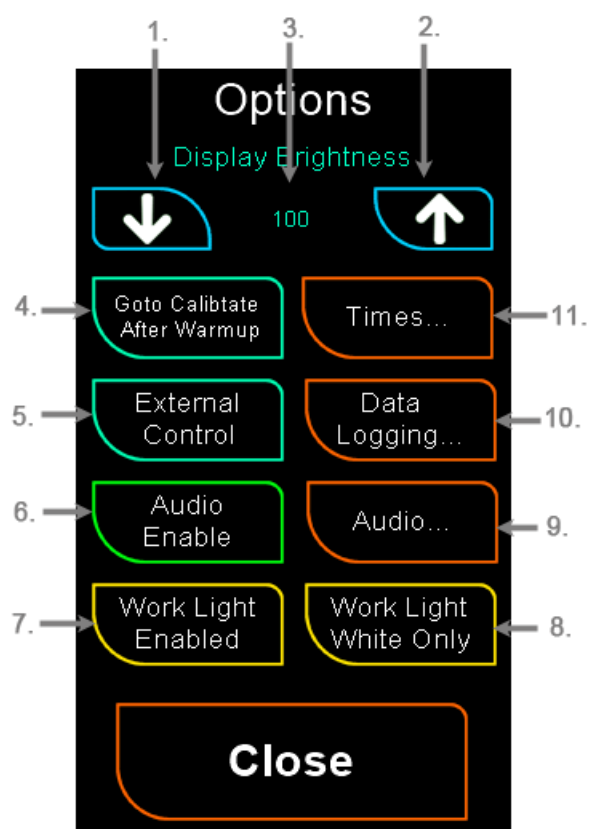 1.
3.
2.
Options
Display Brightness
100
4.
Goto Calibtate
After Warmup
Times...
11.
5.
External
Control
Data
Logging...
10.
6.
Audio
Enable
Audio...
9.
7.
Work Light
Enabled
Work Light
White Only
8.
Close